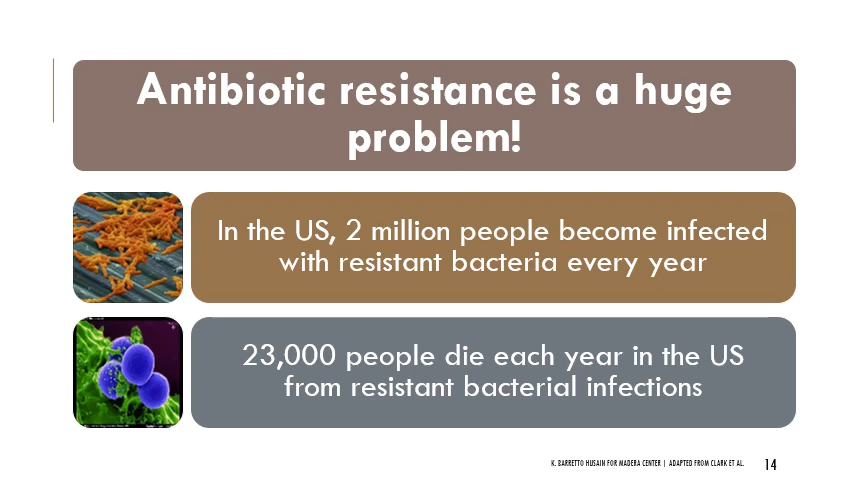 Antibiotic resistance is a huge
problem!
In the US, 2 million people become infected
with resistant bacteria every year
23,000 people die each year in the US
from resistant bacterial infections
K. BARRETTO HUSAIN FOR MADERA CENTER | ADAPTED FROM CLARK ET AL. 14